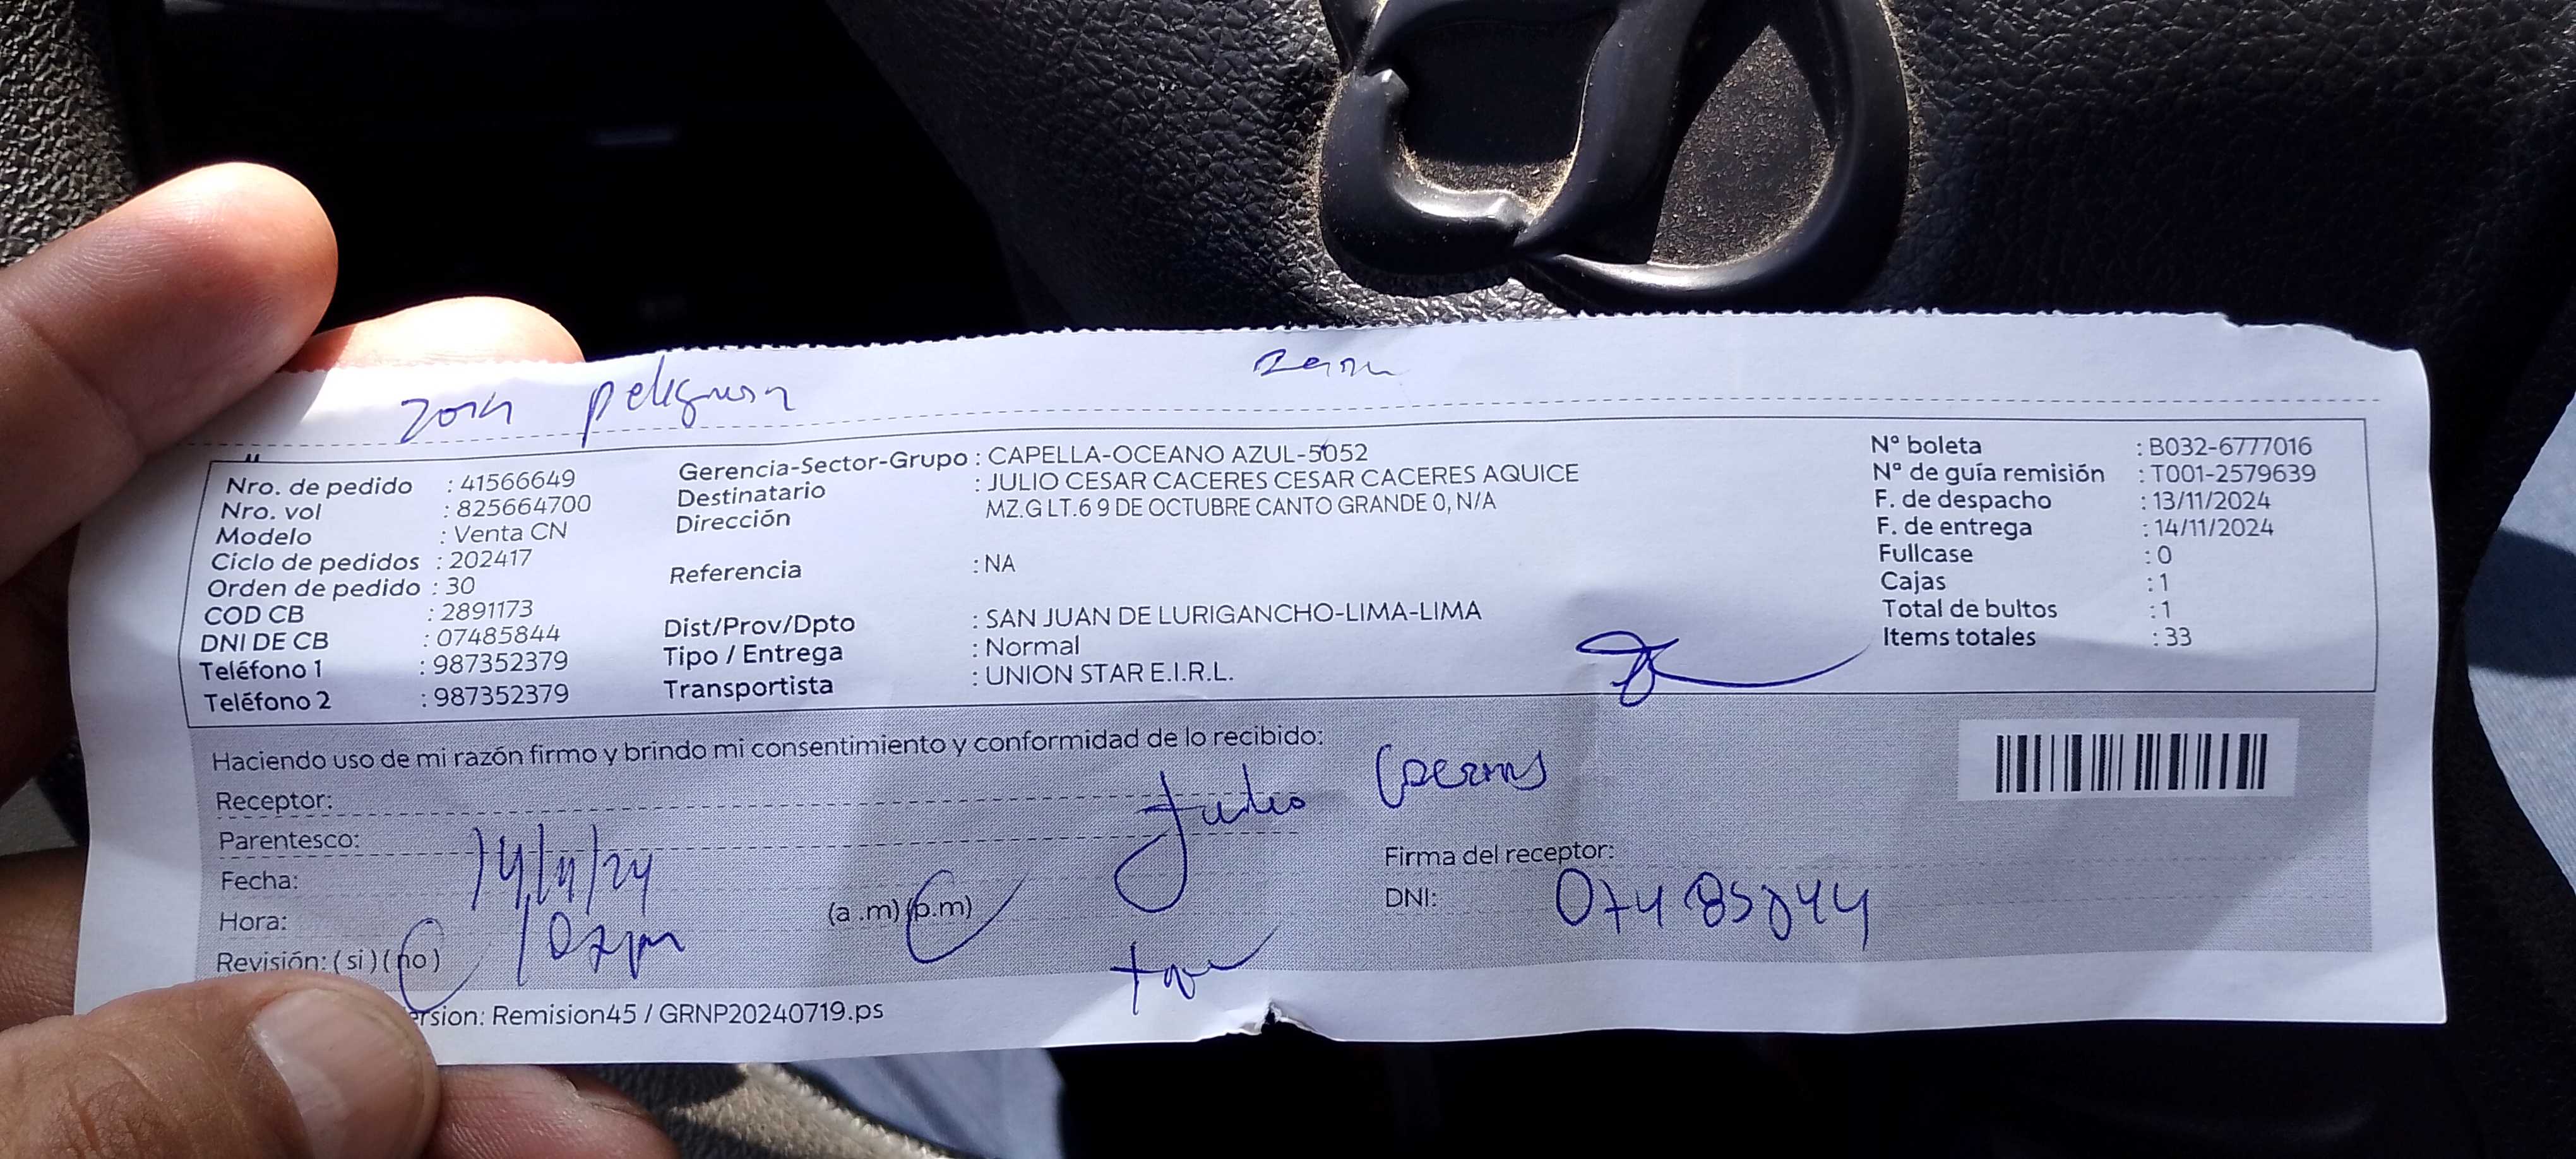 zona peligrosa
Nro. de pedido : 41566649
Nro. vol : 825664700
Modelo : Venta CN
Ciclo de pedidos : 202417
Orden de pedido : 30
COD CB : 2891173
DNI DE CB : 07485844
Teléfono 1 : 987352379
Teléfono 2 : 987352379
Gerencia-Sector-Grupo : CAPELLA-OCEANO AZUL-5052
Destinatario : JULIO CESAR CACERES CESAR CACERES AQUICE
Dirección MZ.G LT.6 9 DE OCTUBRE CANTO GRANDE 0, N/A
Referencia : NA
Dist/Prov/Dpto : SAN JUAN DE LURIGANCHO-LIMA-LIMA
Tipo / Entrega : Normal
Transportista : UNION STAR E.I.R.L.
Nº boleta : B032-6777016
Nº de guía remisión : T001-2579639
F. de despacho : 13/11/2024
F. de entrega : 14/11/2024
Fullcase : 0
Cajas : 1
Total de bultos : 1
Items totales : 33
Haciendo uso de mi razón firmo y brindo mi consentimiento y conformidad de lo recibido:
Receptor: Julio Caceres
Parentesco:
Fecha: 14/11/24
Hora: (a .m) (p.m)
Revisión: ( si ) ( no )
Firma del receptor:
DNI: 07485844
ersion: Remision45 / GRNP20240719.ps